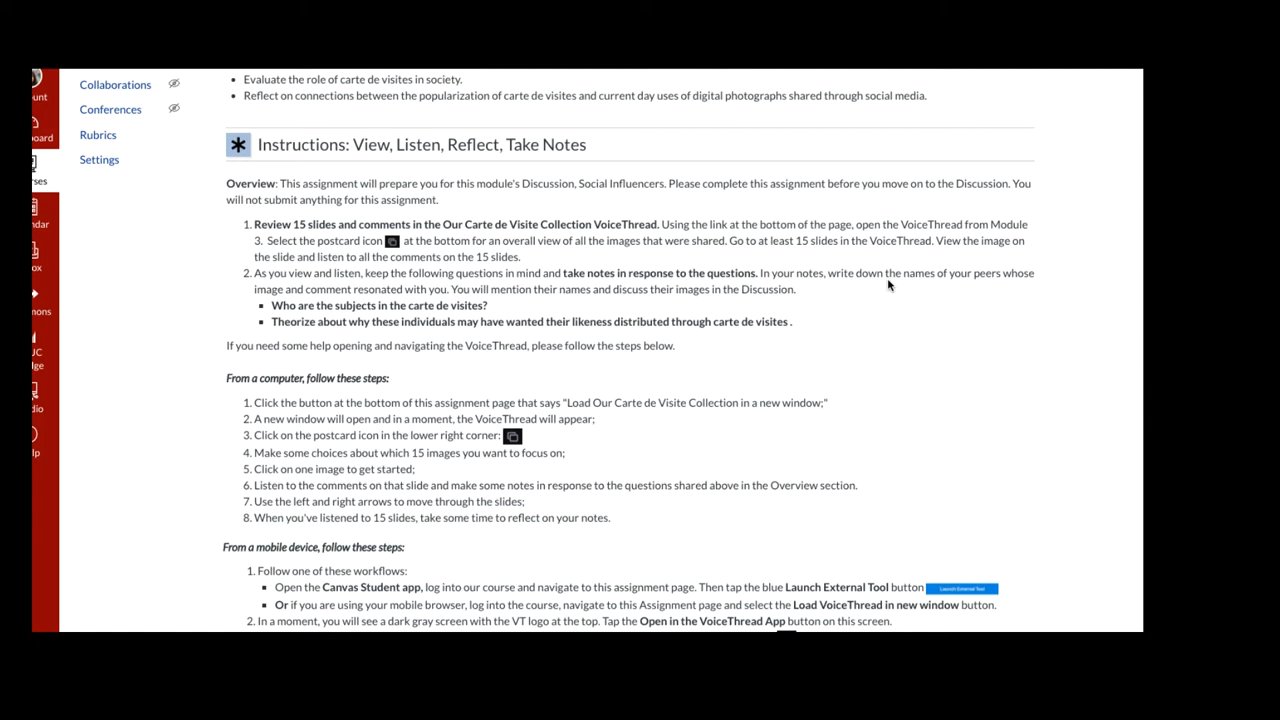 Collaborations
Conferences
Rubrics
Settings
unt
oard
rses
ndar
ox
mons
UC
dge
dio
lp
Evaluate the role of carte de visites in society.
Reflect on connections between the popularization of carte de visites and current day uses of digital photographs shared through social media.
Instructions: View, Listen, Reflect, Take Notes
Overview: This assignment will prepare you for this module's Discussion, Social Influencers. Please complete this assignment before you move on to the Discussion. You
will not submit anything for this assignment.
1. Review 15 slides and comments in the Our Carte de Visite Collection VoiceThread. Using the link at the bottom of the page, open the VoiceThread from Module
3. Select the postcard icon at the bottom for an overall view of all the images that were shared. Go to at least 15 slides in the VoiceThread. View the image on
the slide and listen to all the comments on the 15 slides.
2. As you view and listen, keep the following questions in mind and take notes in response to the questions. In your notes, write down the names of your peers whose
image and comment resonated with you. You will mention their names and discuss their images in the Discussion.
Who are the subjects in the carte de visites?
Theorize about why these individuals may have wanted their likeness distributed through carte de visites .
If you need some help opening and navigating the VoiceThread, please follow the steps below.
From a computer, follow these steps:
1. Click the button at the bottom of this assignment page that says "Load Our Carte de Visite Collection in a new window;"
2. A new window will open and in a moment, the VoiceThread will appear;
3. Click on the postcard icon in the lower right corner:
4. Make some choices about which 15 images you want to focus on;
5. Click on one image to get started;
6. Listen to the comments on that slide and make some notes in response to the questions shared above in the Overview section.
7. Use the left and right arrows to move through the slides;
8. When you've listened to 15 slides, take some time to reflect on your notes.
From a mobile device, follow these steps:
1. Follow one of these workflows:
Open the Canvas Student app, log into our course and navigate to this assignment page. Then tap the blue Launch External Tool button Launch External Tool
Or if you are using your mobile browser, log into the course, navigate to this Assignment page and select the Load VoiceThread in new window button.
2. In a moment, you will see a dark gray screen with the VT logo at the top. Tap the Open in the VoiceThread App button on this screen.